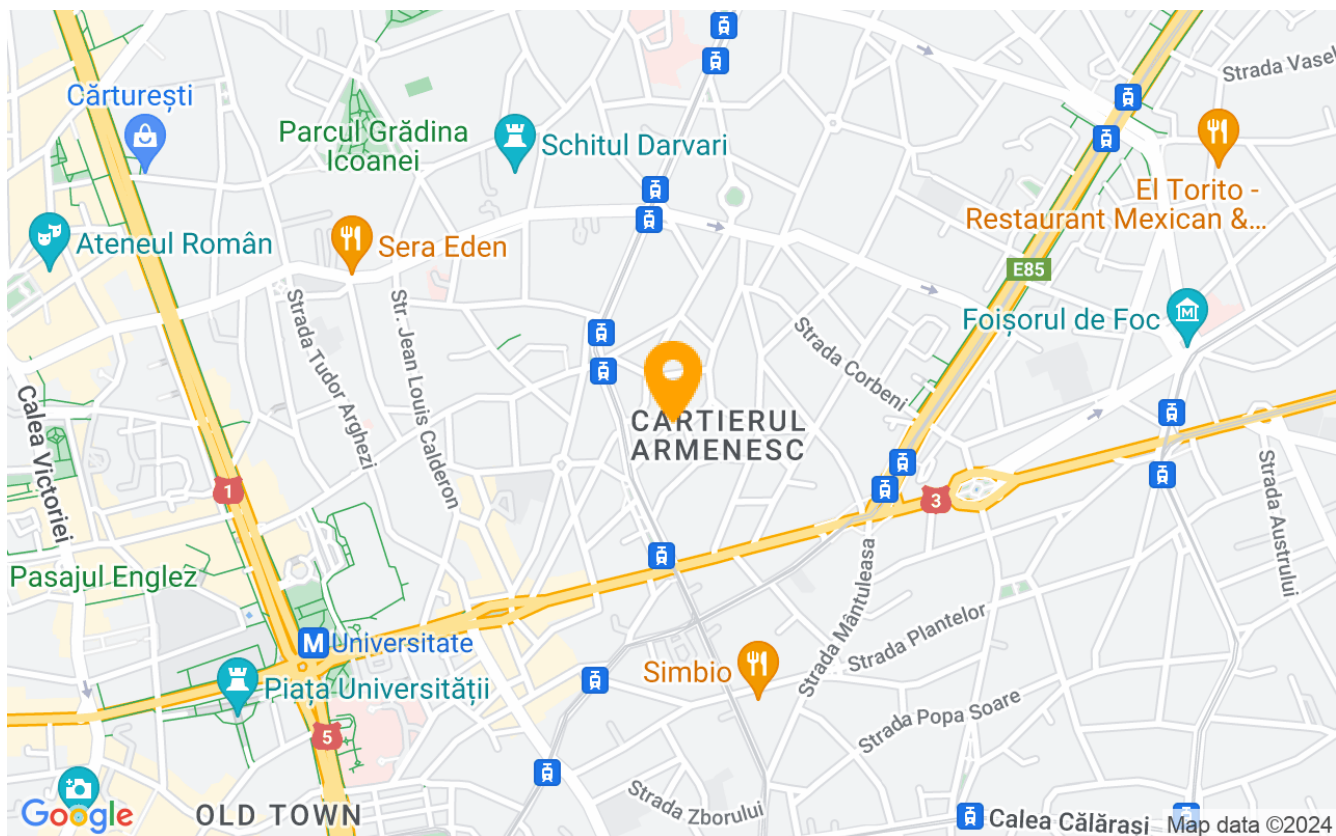 Strada Vasel
Cărturești
Parcul Grădina
Icoanei
Schitul Darvari
El Torito -
Restaurant Mexican &...
Ateneul Român
Sera Eden
E85
Strada Tudor Arghezi
Str. Jean Louis Calderon
Foișorul de Foc
Strada Corbeni
Calea Victoriei
CARTIERUL
ARMENESC
1
3
Strada Austrului
Pasajul Englez
M Universitate
Strada Mântuleasa
Strada Plantelor
Simbio
Piața Universității
Strada Popa Soare
5
Strada Zborului
Google
OLD TOWN
Calea Călărași
Map data ©2024